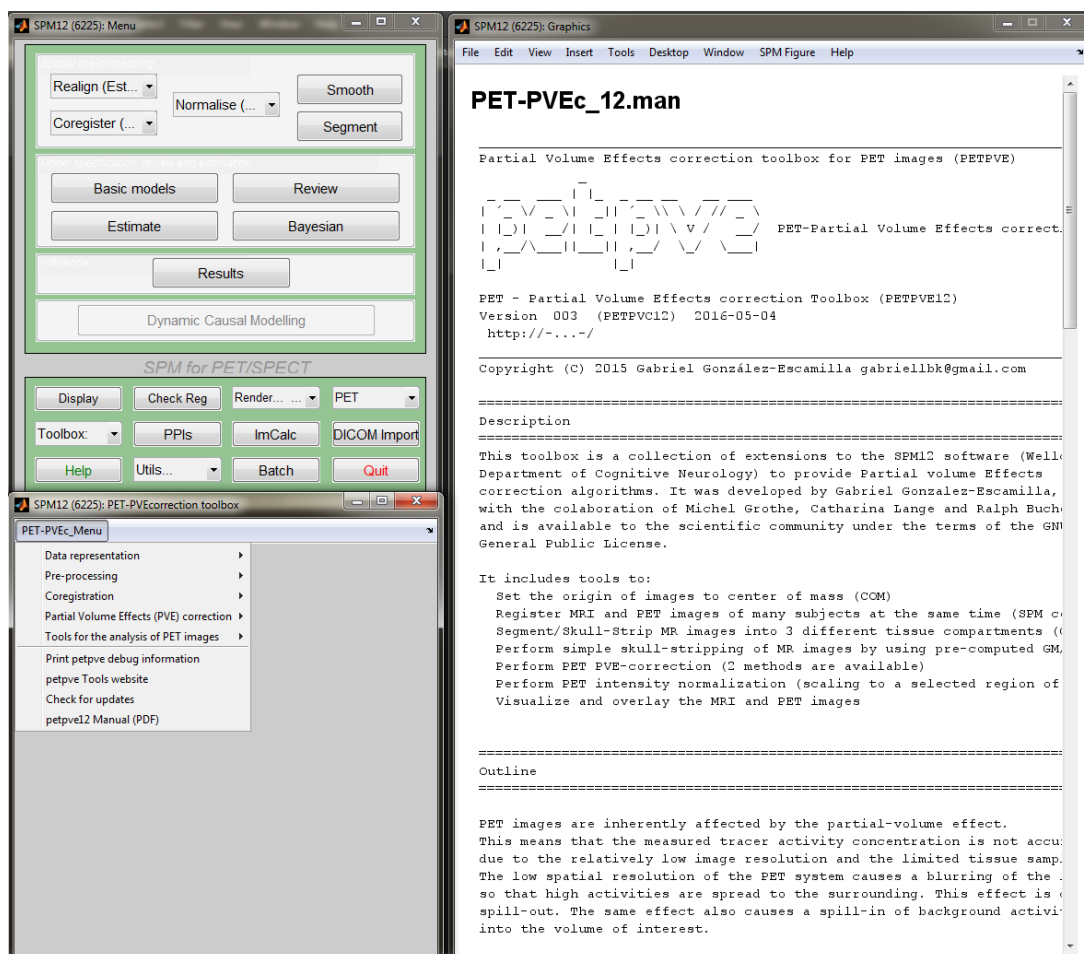 SPM12 (6225): Menu
Spatial pre-processing
Realign (Est...
Normalise (...
Smooth
Coregister (...
Segment
Model specification, review and estimation
Basic models
Review
Estimate
Bayesian
Inference
Results
Dynamic Causal Modelling
SPM for PET/SPECT
Display
Check Reg
Render... ...
PET
Toolbox:
PPIs
ImCalc
DICOM Import
Help
Utils...
Batch
Quit
SPM12 (6225): PET-PVEcorrection toolbox
PET-PVEc_Menu
Data representation
Pre-processing
Coregistration
Partial Volume Effects (PVE) correction
Tools for the analysis of PET images
Print petpve debug information
petpve Tools website
Check for updates
petpve12 Manual (PDF)
SPM12 (6225): Graphics
File Edit View Insert Tools Desktop Window SPM Figure Help
PET-PVEc_12.man
Partial Volume Effects correction toolbox for PET images (PETPVE)
petpve
PET-Partial Volume Effects correct
PET - Partial Volume Effects correction Toolbox (PETPVE12)
Version 003 (PETPVC12) 2016-05-04
http://-...-/
Copyright (C) 2015 Gabriel González-Escamilla gabriellbk@gmail.com
Description
This toolbox is a collection of extensions to the SPM12 software (Wellc
Department of Cognitive Neurology) to provide Partial volume Effects
correction algorithms. It was developed by Gabriel Gonzalez-Escamilla,
with the colaboration of Michel Grothe, Catharina Lange and Ralph Buch
and is available to the scientific community under the terms of the GNU
General Public License.
It includes tools to:
Set the origin of images to center of mass (COM)
Register MRI and PET images of many subjects at the same time (SPM c
Segment/Skull-Strip MR images into 3 different tissue compartments (
Perform simple skull-stripping of MR images by using pre-computed GM/
Perform PET PVE-correction (2 methods are available)
Perform PET intensity normalization (scaling to a selected region of
Visualize and overlay the MRI and PET images
Outline
PET images are inherently affected by the partial-volume effect.
This means that the measured tracer activity concentration is not accu
due to the relatively low image resolution and the limited tissue samp
The low spatial resolution of the PET system causes a blurring of the
so that high activities are spread to the surrounding. This effect is
spill-out. The same effect also causes a spill-in of background activi
into the volume of interest.